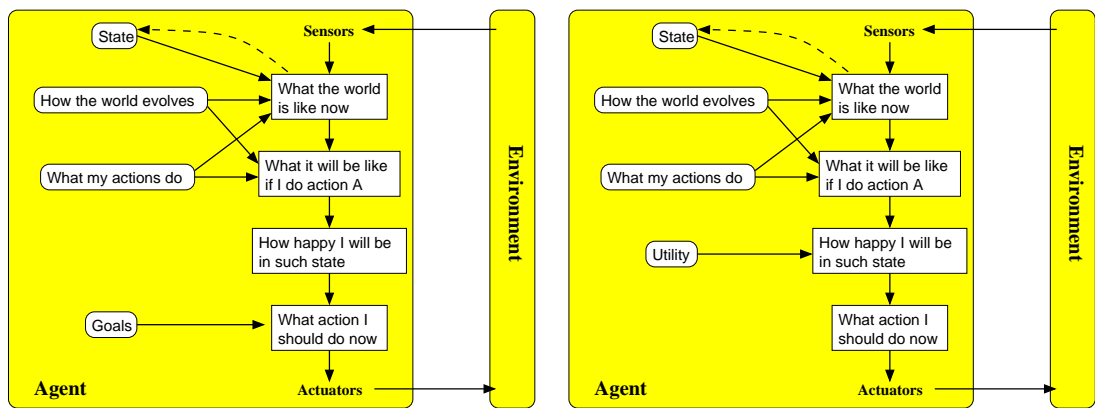 State
Sensors
What the world
is like now
How the world evolves
What my actions do
What it will be like
if I do action A
How happy I will be
in such state
Goals
What action I
should do now
Agent
Actuators
Environment
State
Sensors
What the world
is like now
How the world evolves
What my actions do
What it will be like
if I do action A
Utility
How happy I will be
in such state
What action I
should do now
Agent
Actuators
Environment